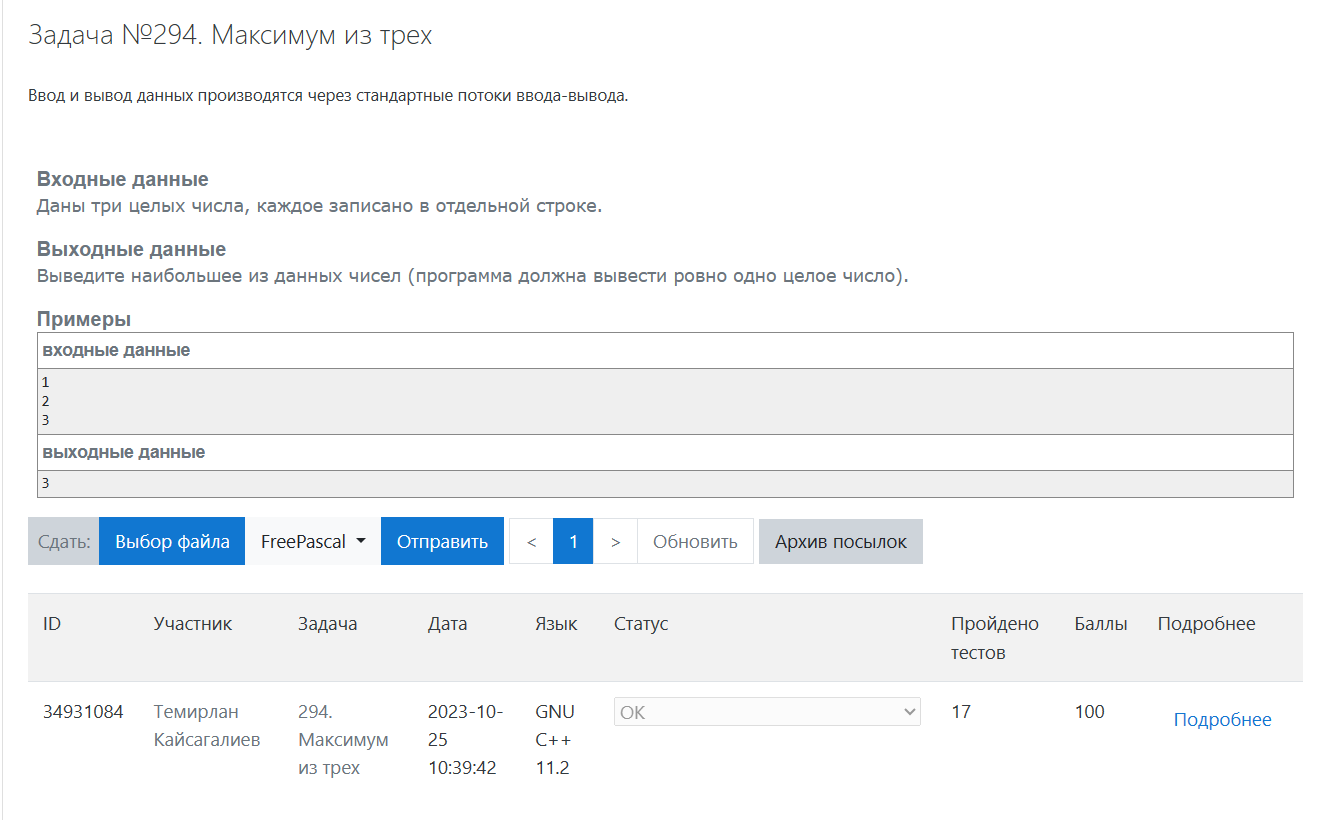 Задача №294. Максимум из трех
Ввод и вывод данных производятся через стандартные потоки ввода-вывода.
Входные данные
Даны три целых числа, каждое записано в отдельной строке.
Выходные данные
Выведите наибольшее из данных чисел (программа должна вывести ровно одно целое число).
Примеры
входные данные
1
2
3
выходные данные
3
Сдать: Выбор файла FreePascal Отправить < 1 > Обновить Архив посылок
ID Участник Задача Дата Язык Статус Пройдено Баллы Подробнее
тестов
34931084 Темирлан 294. 2023-10- GNU OK 17 100 Подробнее
Кайсагалиев Максимум 25 C++
из трех 10:39:42 11.2